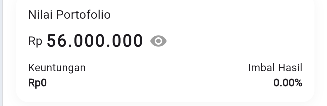 Nilai Portofolio
Rp 56.000.000
Keuntungan Imbal Hasil
Rp0 0.00%